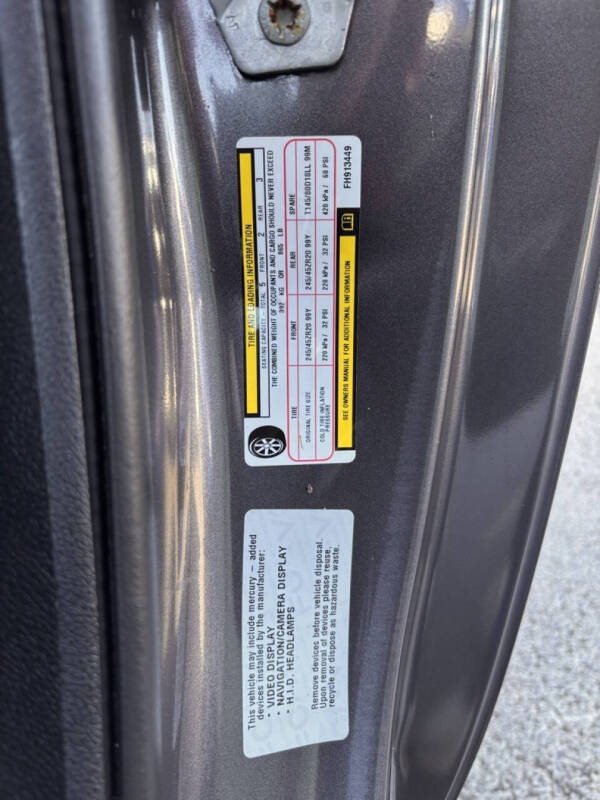 TIRE AND LOADING INFORMATION
SEATING CAPACITY - TOTAL 5 FRONT 2 REAR 3
THE COMBINED WEIGHT OF OCCUPANTS AND CARGO SHOULD NEVER EXCEED
392 KG OR 865 LB
TIRE FRONT REAR SPARE
ORIGINAL TIRE SIZE 245/45ZR20 99Y 245/45ZR20 99Y T145/80D18LL 99M
COLD TIRE INFLATION
PRESSURE 220 kPa / 32 PSI 220 kPa / 32 PSI 420 kPa / 60 PSI
SEE OWNERS MANUAL FOR ADDITIONAL INFORMATION
FH913449
This vehicle may include mercury – added
devices installed by the manufacturer:
• VIDEO DISPLAY
• NAVIGATION/CAMERA DISPLAY
• H.I.D. HEADLAMPS
Remove devices before vehicle disposal.
Upon removal of devices please reuse,
recycle or dispose as hazardous waste.